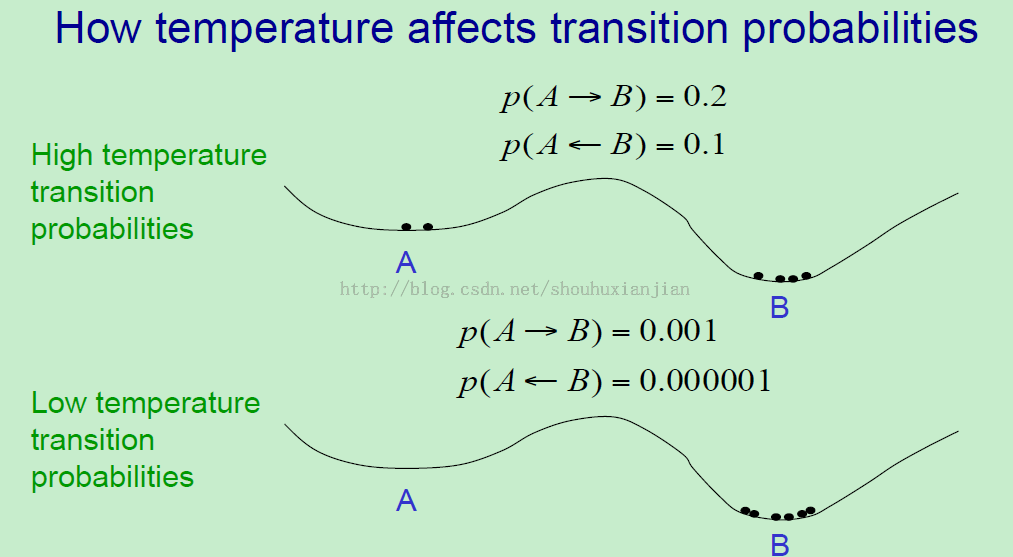 How temperature affects transition probabilities
p(A → B) = 0.2
p(A ← B) = 0.1
High temperature
transition
probabilities
A
http://blog.csdn.net/shouhuxianjian
B
p(A → B) = 0.001
p(A ← B) = 0.000001
Low temperature
transition
probabilities
A
B